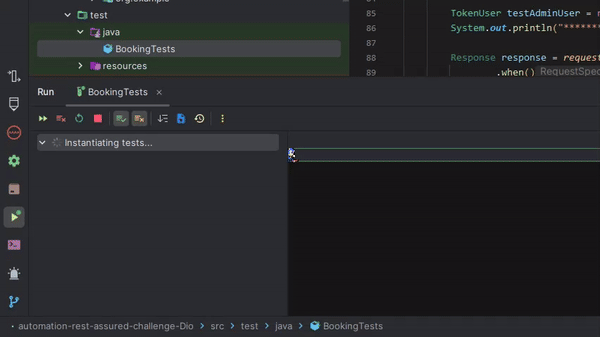 test
java
BookingTests
resources
85
86
87
88
89
TokenUser testAdminUser = n
System.out.println("*******
Response response = reques
.when() RequestSpec
Run
BookingTests
Instantiating tests...
automation-rest-assured-challenge-Dio > src > test > java > BookingTests